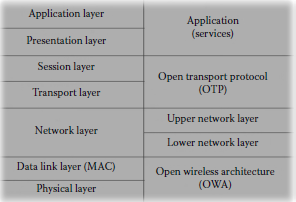 Application layer
Presentation layer
Session layer
Transport layer
Network layer
Data link layer (MAC)
Physical layer
Application
(services)
Open transport protocol
(OTP)
Upper network layer
Lower network layer
Open wireless architecture
(OWA)